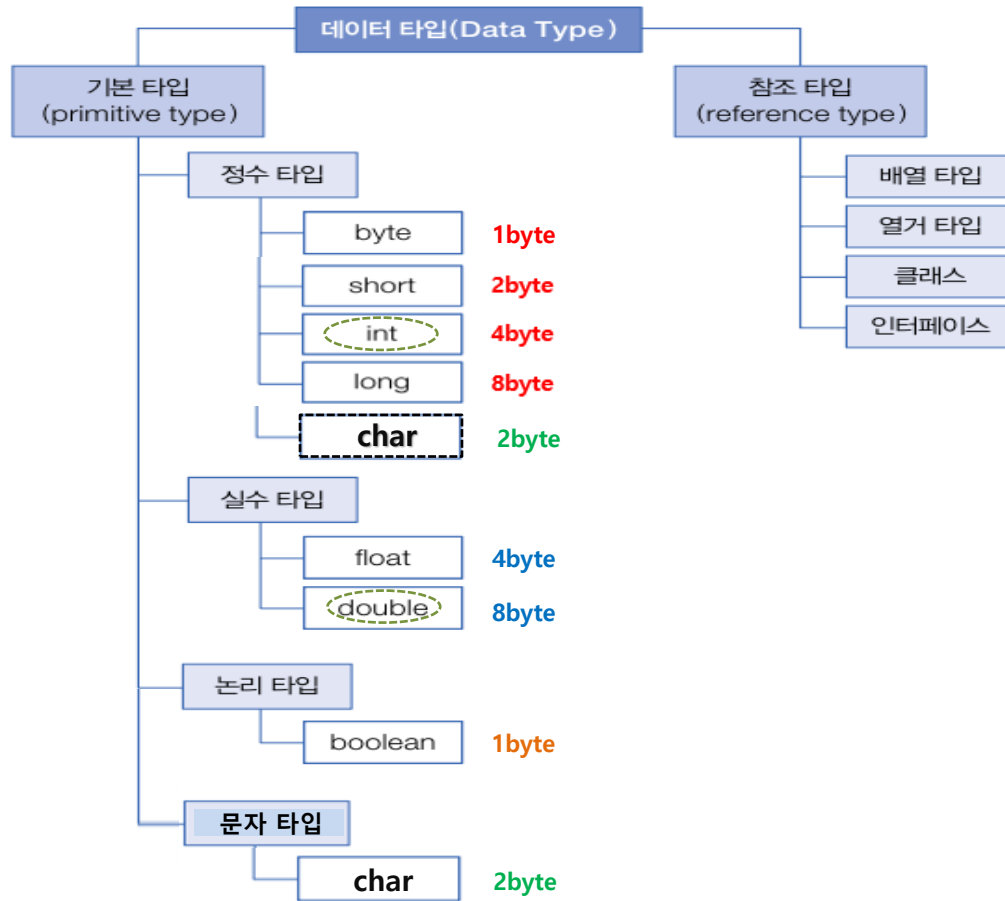 데이터 타입(Data Type)
기본 타입
(primitive type)
참조 타입
(reference type)
정수 타입
byte 1byte
short 2byte
int 4byte
long 8byte
char 2byte
실수 타입
float 4byte
double 8byte
논리 타입
boolean 1byte
문자 타입
char 2byte
배열 타입
열거 타입
클래스
인터페이스